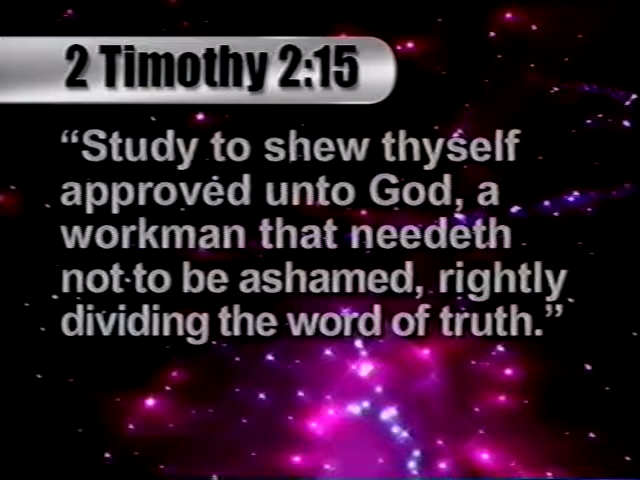 2 Timothy 2:15
“Study to shew thyself
approved unto God, a
workman that needeth
not to be ashamed, rightly
dividing the word of truth.”